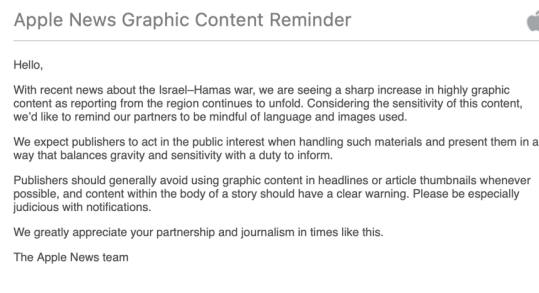 Apple News Graphic Content Reminder
Hello,
With recent news about the Israel–Hamas war, we are seeing a sharp increase in highly graphic
content as reporting from the region continues to unfold. Considering the sensitivity of this content,
we'd like to remind our partners to be mindful of language and images used.
We expect publishers to act in the public interest when handling such materials and present them in a
way that balances gravity and sensitivity with a duty to inform.
Publishers should generally avoid using graphic content in headlines or article thumbnails whenever
possible, and content within the body of a story should have a clear warning. Please be especially
judicious with notifications.
We greatly appreciate your partnership and journalism in times like this.
The Apple News team